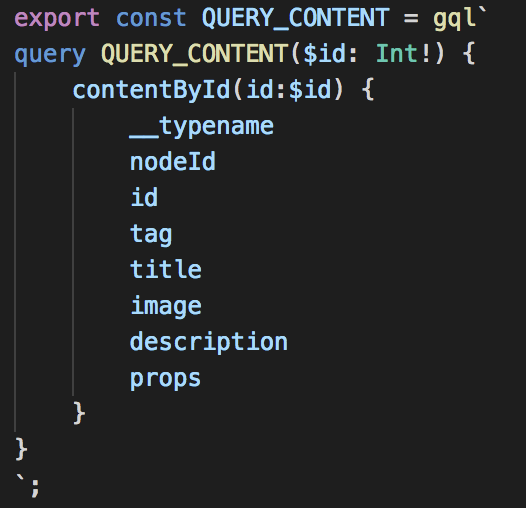 export const QUERY_CONTENT = gql`
query QUERY_CONTENT($id: Int!) {
    contentById(id:$id) {
        __typename
        nodeId
        id
        tag
        title
        image
        description
        props
    }
}
`;